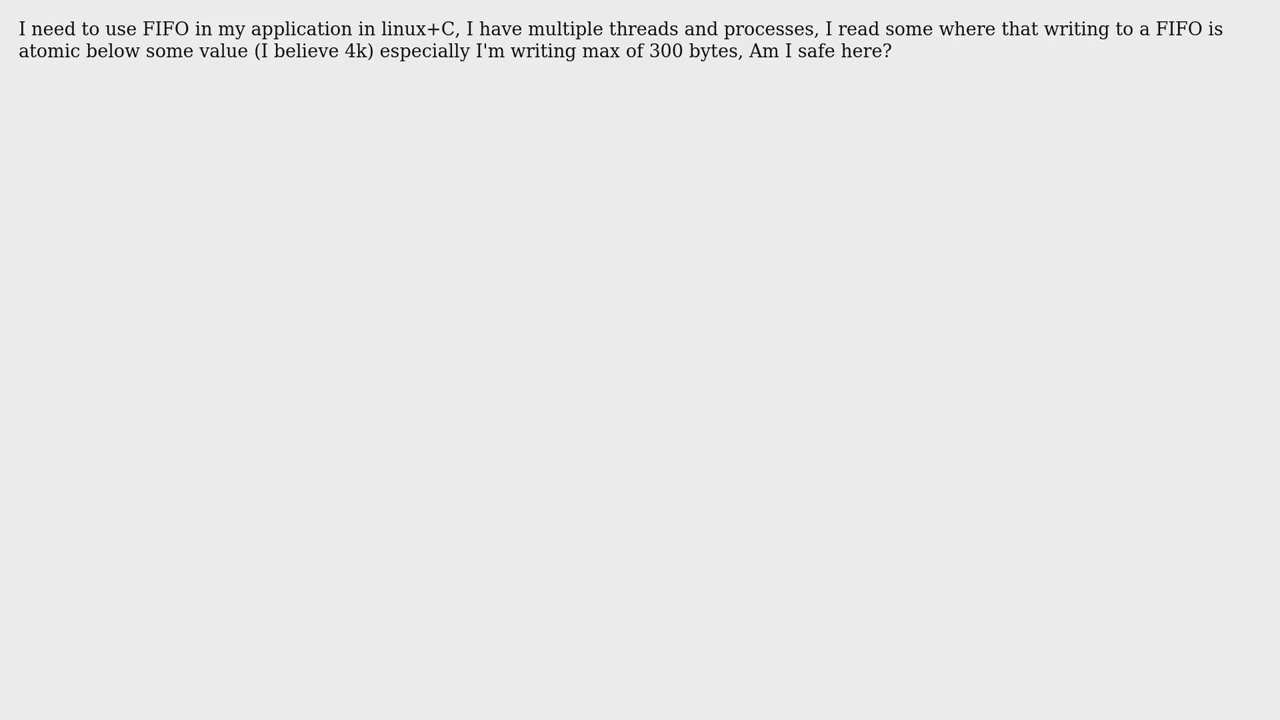 I need to use FIFO in my application in linux+C, I have multiple threads and processes, I read some where that writing to a FIFO is
atomic below some value (I believe 4k) especially I'm writing max of 300 bytes, Am I safe here?